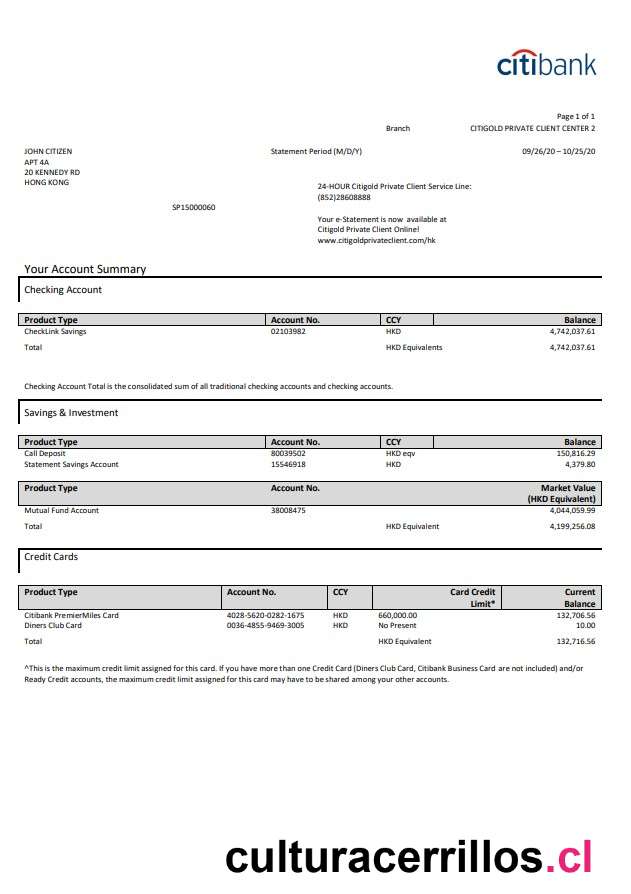 citibank
Page 1 of 1
Branch CITIGOLD PRIVATE CLIENT CENTER 2
JOHN CITIZEN Statement Period (M/D/Y) 09/26/20 – 10/25/20
APT 4A
20 KENNEDY RD
HONG KONG
24-HOUR Citigold Private Client Service Line:
(852)28608888
SP15000060
Your e-Statement is now available at
Citigold Private Client Online!
www.citigoldprivateclient.com/hk
Your Account Summary
Checking Account
Product Type Account No. CCY Balance
CheckLink Savings 02103982 HKD 4,742,037.61
Total HKD Equivalents 4,742,037.61
Checking Account Total is the consolidated sum of all traditional checking accounts and checking accounts.
Savings & Investment
Product Type Account No. CCY Balance
Call Deposit 80039502 HKD eqv 150,816.29
Statement Savings Account 15546918 HKD 4,379.80
Product Type Account No. Market Value
(HKD Equivalent)
Mutual Fund Account 38008475 4,044,059.99
Total HKD Equivalent 4,199,256.08
Credit Cards
Product Type Account No. CCY Card Credit Current
Limit* Balance
Citibank PremierMiles Card 4028-5620-0282-1675 HKD 660,000.00 132,706.56
Diners Club Card 0036-4855-9469-3005 HKD No Present 10.00
Total HKD Equivalent 132,716.56
^This is the maximum credit limit assigned for this card. If you have more than one Credit Card (Diners Club Card, Citibank Business Card are not included) and/or
Ready Credit accounts, the maximum credit limit assigned for this card may have to be shared among your other accounts.
culturacerrillos.cl